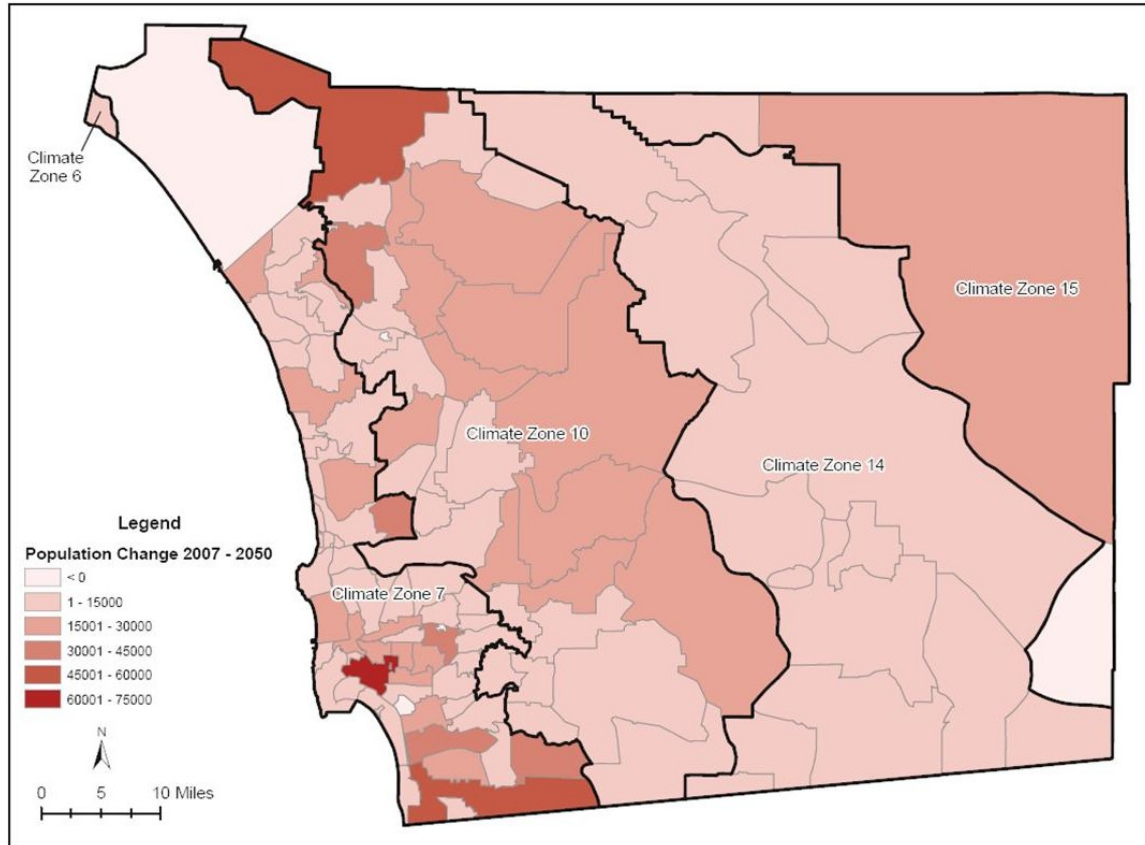 Climate
Zone 6
Climate Zone 15
Climate Zone 10
Climate Zone 14
Climate Zone 7
Legend
Population Change 2007 - 2050
< 0
1 - 15000
15001 - 30000
30001 - 45000
45001 - 60000
60001 - 75000
N
0 5 10 Miles